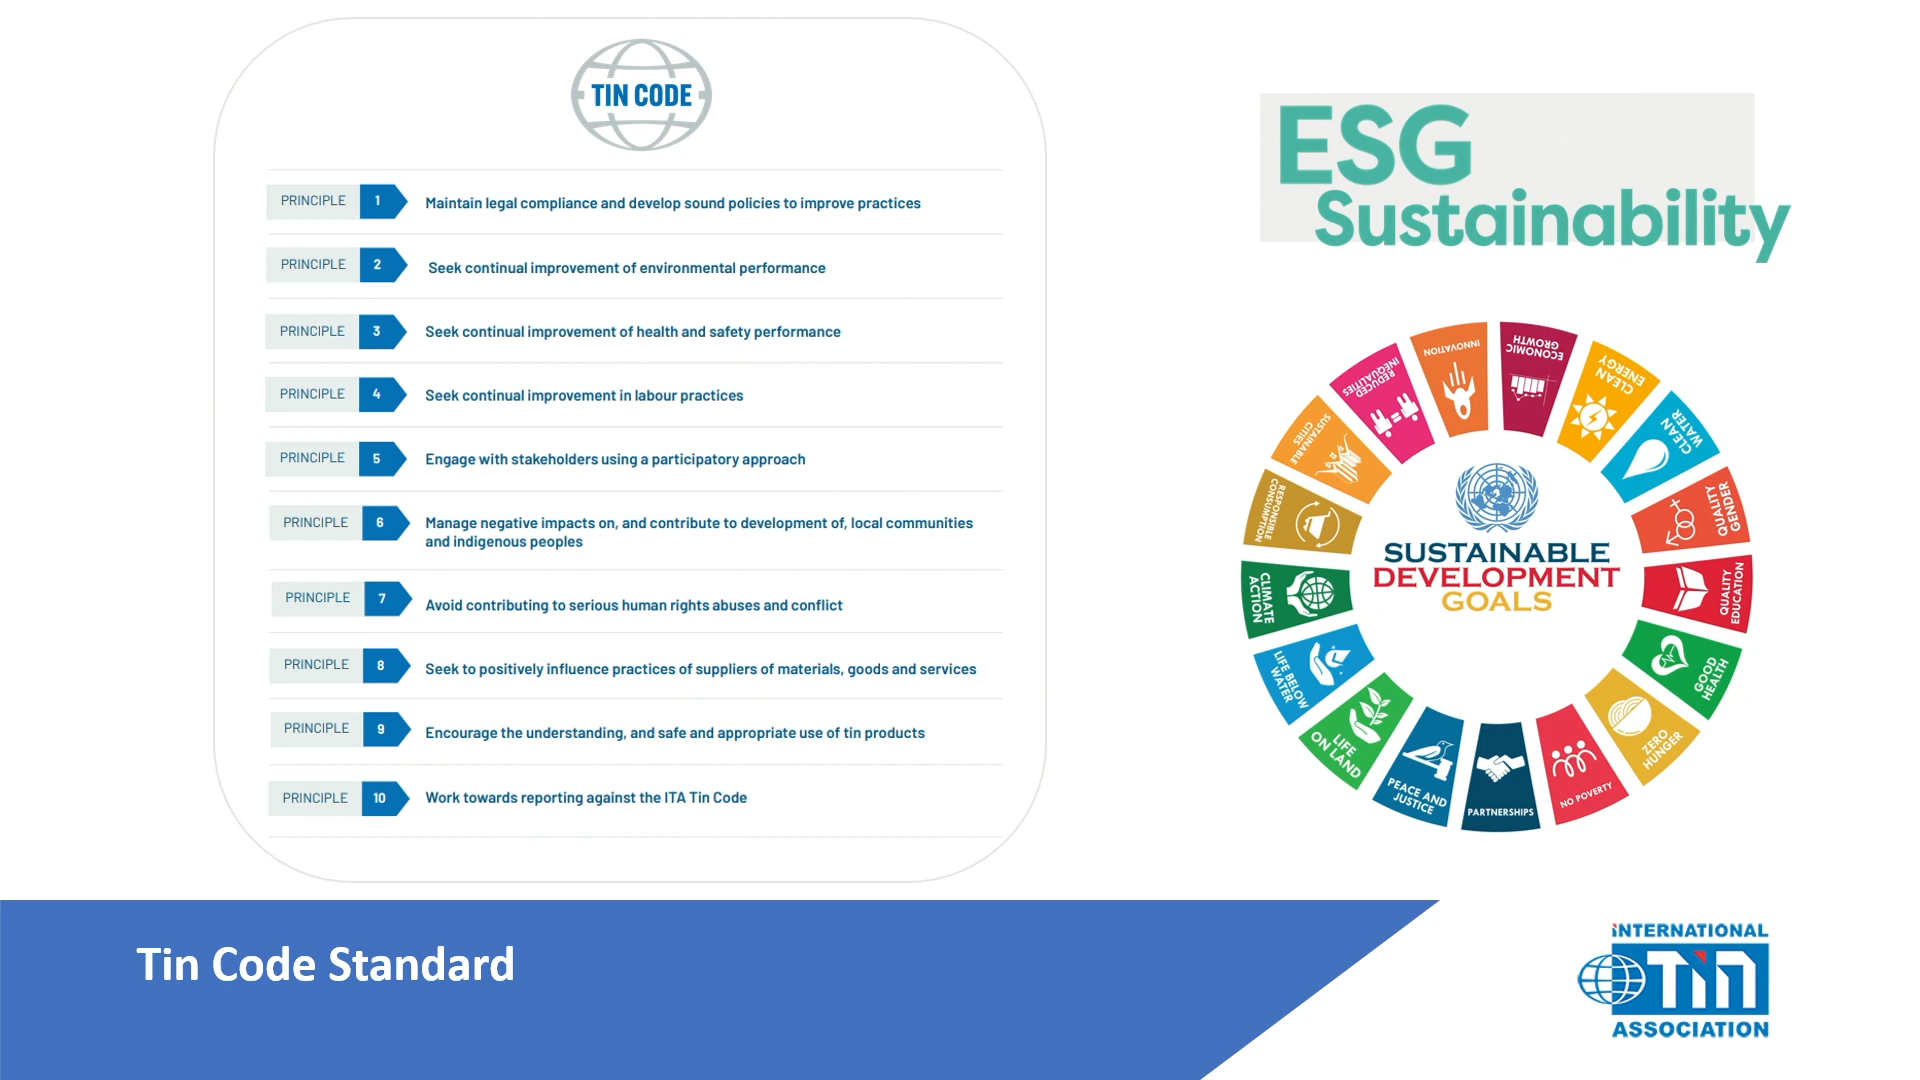 TIN CODE
PRINCIPLE 1 Maintain legal compliance and develop sound policies to improve practices
PRINCIPLE 2 Seek continual improvement of environmental performance
PRINCIPLE 3 Seek continual improvement of health and safety performance
PRINCIPLE 4 Seek continual improvement in labour practices
PRINCIPLE 5 Engage with stakeholders using a participatory approach
PRINCIPLE 6 Manage negative impacts on, and contribute to development of, local communities
and indigenous peoples
PRINCIPLE 7 Avoid contributing to serious human rights abuses and conflict
PRINCIPLE 8 Seek to positively influence practices of suppliers of materials, goods and services
PRINCIPLE 9 Encourage the understanding, and safe and appropriate use of tin products
PRINCIPLE 10 Work towards reporting against the ITA Tin Code
ESG
Sustainability
INNOVATION
ECONOMIC
GROWTH
CLEAN
ENERGY
CLEAN
WATER
QUALITY
GENDER
QUALITY
EDUCATION
GOOD
HEALTH
ZERO
HUNGER
NO POVERTY
PARTNERSHIPS
PEACE AND
JUSTICE
LIFE
ON LAND
LIFE BELOW
WATER
CLIMATE
ACTION
RESPONSIBLE
CONSUMPTION
SUSTAINABLE
CITIES
REDUCED
INEQUALITIES
SUSTAINABLE
DEVELOPMENT
GOALS
Tin Code Standard
INTERNATIONAL
TIN
ASSOCIATION